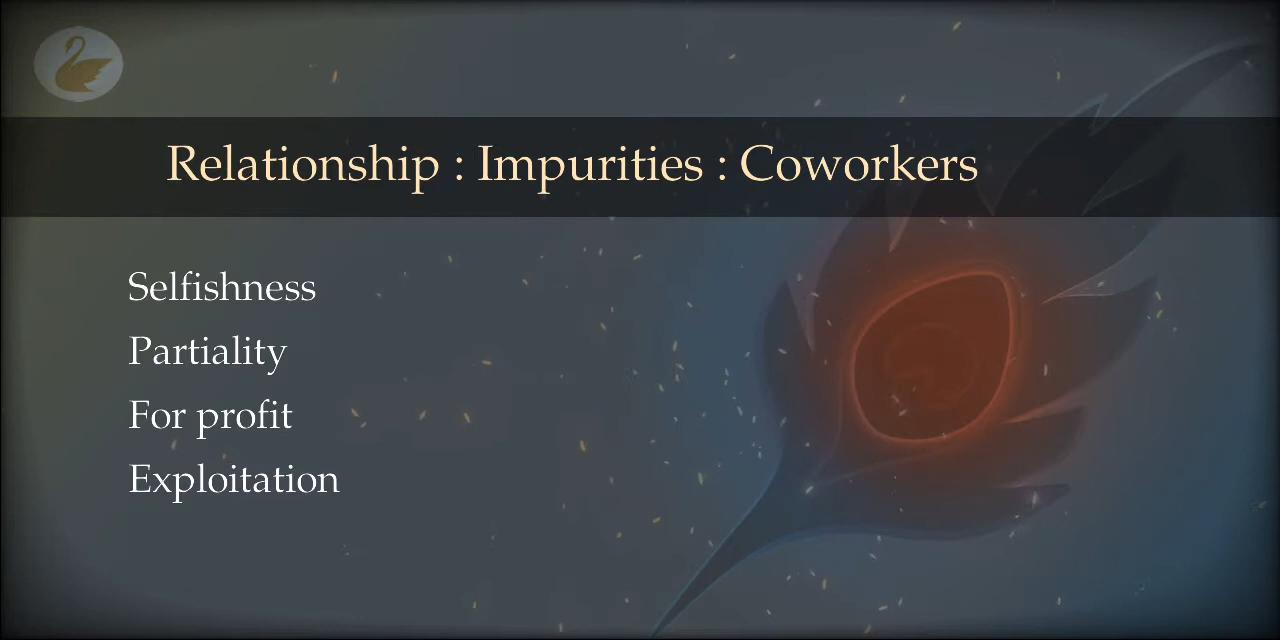 Relationship : Impurities : Coworkers
Selfishness
Partiality
For profit
Exploitation